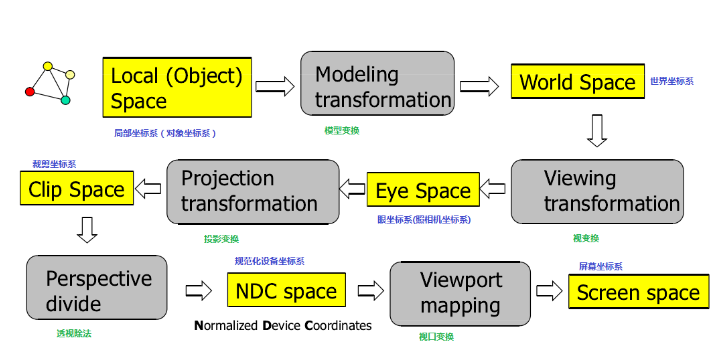 Local (Object)
Space
局部坐标系（对象坐标系）
Modeling
transformation
模型变换
World Space
世界坐标系
Viewing
transformation
视变换
Eye Space
眼坐标系(照相机坐标系)
Projection
transformation
投影变换
裁剪坐标系
Clip Space
Perspective
divide
透视除法
规范化设备坐标系
NDC space
Normalized Device Coordinates
Viewport
mapping
视口变换
屏幕坐标系
Screen space